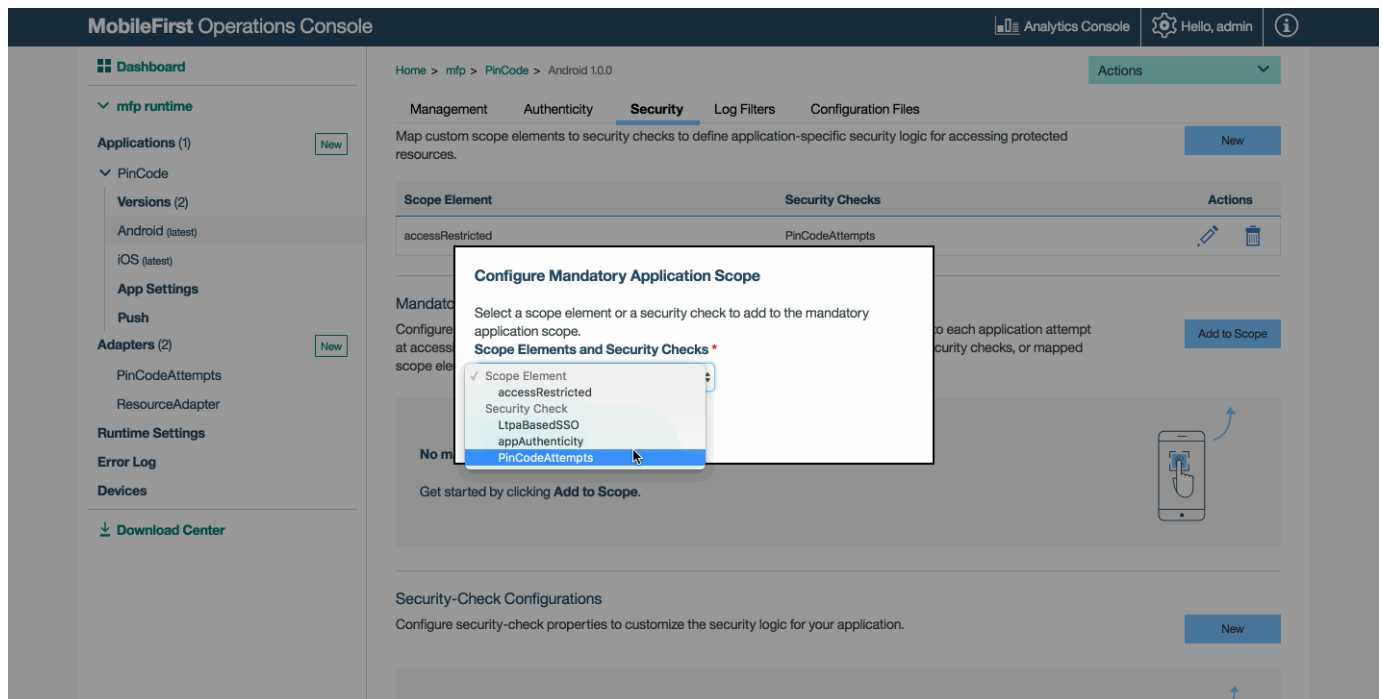 MobileFirst Operations Console
Analytics Console
Hello, admin
Dashboard
mfp runtime
Applications (1)
New
PinCode
Versions (2)
Android (latest)
iOS (latest)
App Settings
Push
Adapters (2)
New
PinCodeAttempts
ResourceAdapter
Runtime Settings
Error Log
Devices
Download Center
Home > mfp > PinCode > Android 1.0.0
Actions
Management Authenticity Security Log Filters Configuration Files
Map custom scope elements to security checks to define application-specific security logic for accessing protected
resources.
New
Scope Element Security Checks Actions
accessRestricted PinCodeAttempts
Configure Mandatory Application Scope
Select a scope element or a security check to add to the mandatory
application scope.
Scope Elements and Security Checks *
✓ Scope Element
accessRestricted
Security Check
LtpaBasedSSO
appAuthenticity
PinCodeAttempts
Configure to each application attempt
at access curity checks, or mapped
Add to Scope
No
Get started by clicking Add to Scope.
Security-Check Configurations
Configure security-check properties to customize the security logic for your application.
New